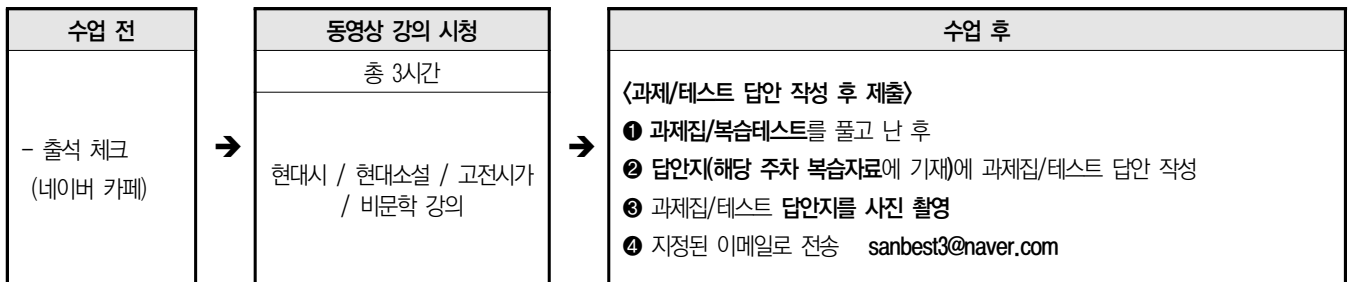 수업 전
- 출석 체크
(네이버 카페)
➔
동영상 강의 시청
총 3시간
현대시 / 현대소설 / 고전시가
/ 비문학 강의
➔
수업 후
<과제/테스트 답안 작성 후 제출>
❶ 과제집/복습테스트를 풀고 난 후
❷ 답안지(해당 주차 복습자료에 기재)에 과제집/테스트 답안 작성
❸ 과제집/테스트 답안지를 사진 촬영
❹ 지정된 이메일로 전송 sanbest3@naver.com